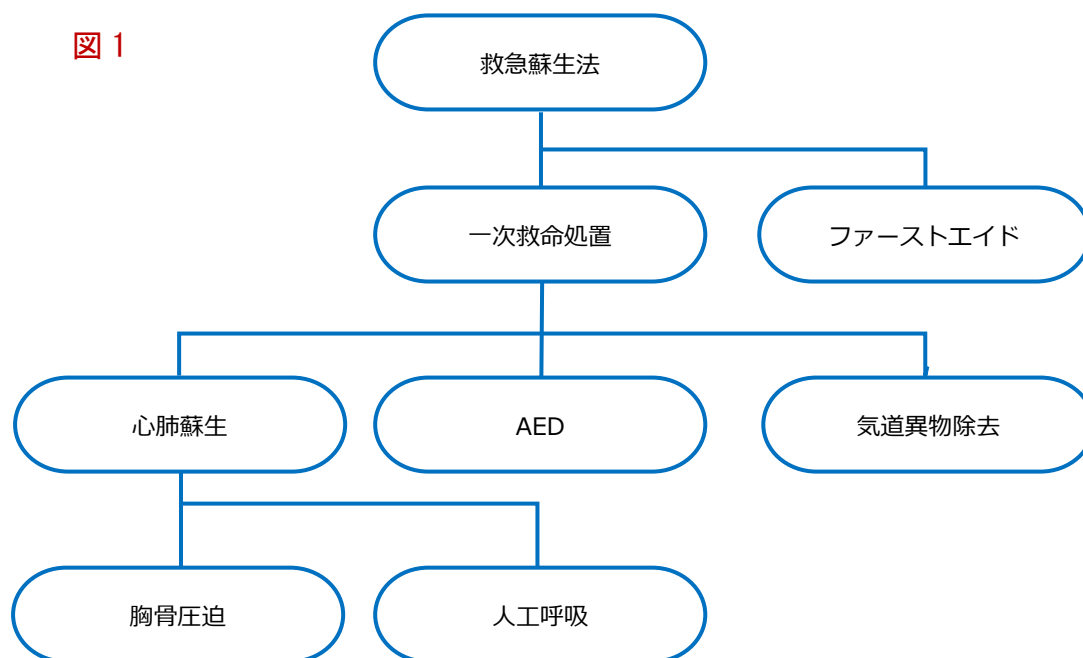 図1
救急蘇生法
一次救命処置
ファーストエイド
心肺蘇生
AED
気道異物除去
胸骨圧迫
人工呼吸